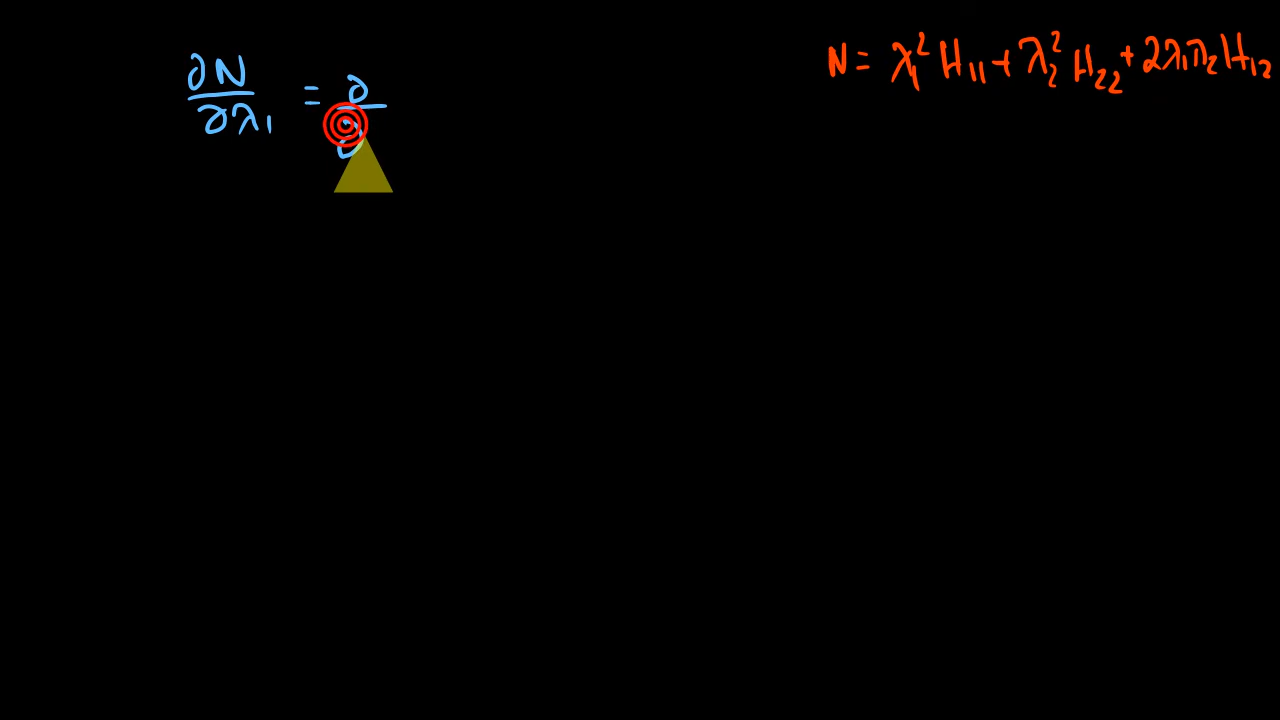 ∂N/∂λ₁ = ∂/∂
N = λ₁² H₁₁ + λ₂² H₂₂ + 2λ₁λ₂ H₁₂